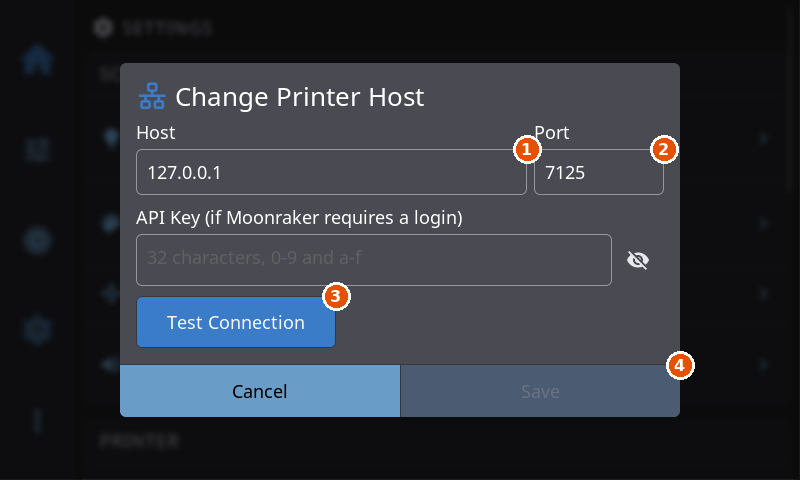 SETTINGS
Change Printer Host
Host
Port
1
2
127.0.0.1
7125
API Key (if Moonraker requires a login)
32 characters, 0-9 and a-f
3
Test Connection
4
Cancel
Save
PRINTER